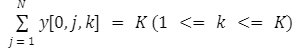 N
∑ y[0, j, k] = K (1 <= k <= K)
j = 1